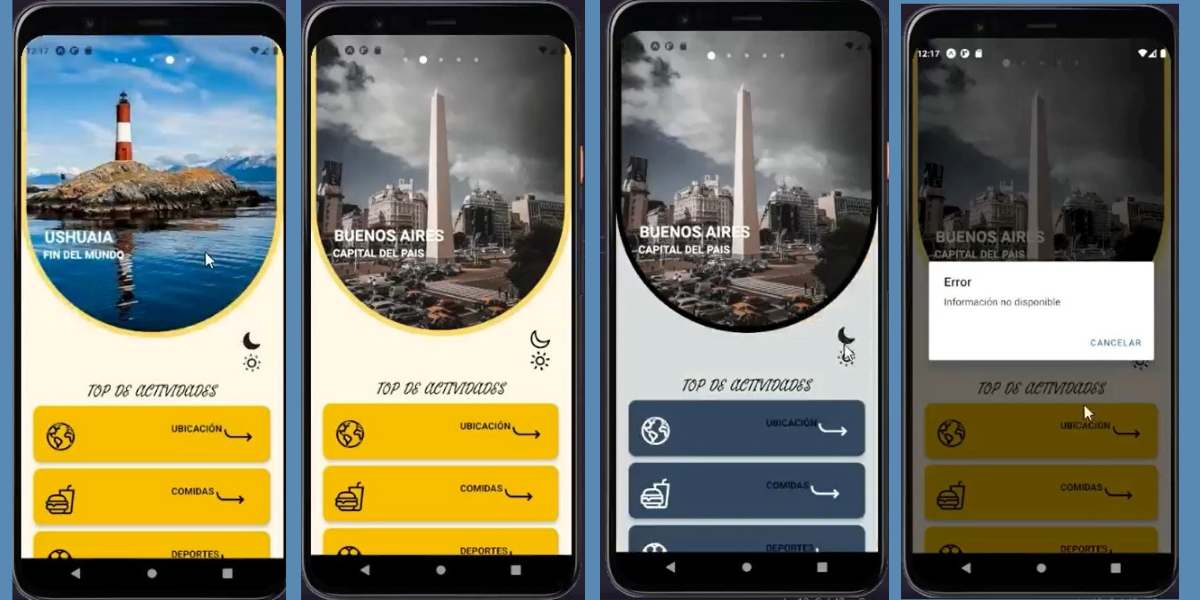 12:17
USHUAIA
FIN DEL MUNDO
TOP DE ACTIVIDADES
UBICACIÓN
COMIDAS
DEPORTES
BUENOS AIRES
CAPITAL DEL PAIS
TOP DE ACTIVIDADES
UBICACIÓN
COMIDAS
DEPORTES
BUENOS AIRES
CAPITAL DEL PAIS
TOP DE ACTIVIDADES
UBICACIÓN
COMIDAS
DEPORTES
12:17
BUENOS AIRES
CAPITAL DEL PAIS
Error
Información no disponible
CANCELAR
TOP DE ACTIVIDADES
UBICACIÓN
COMIDAS
DEPORTES